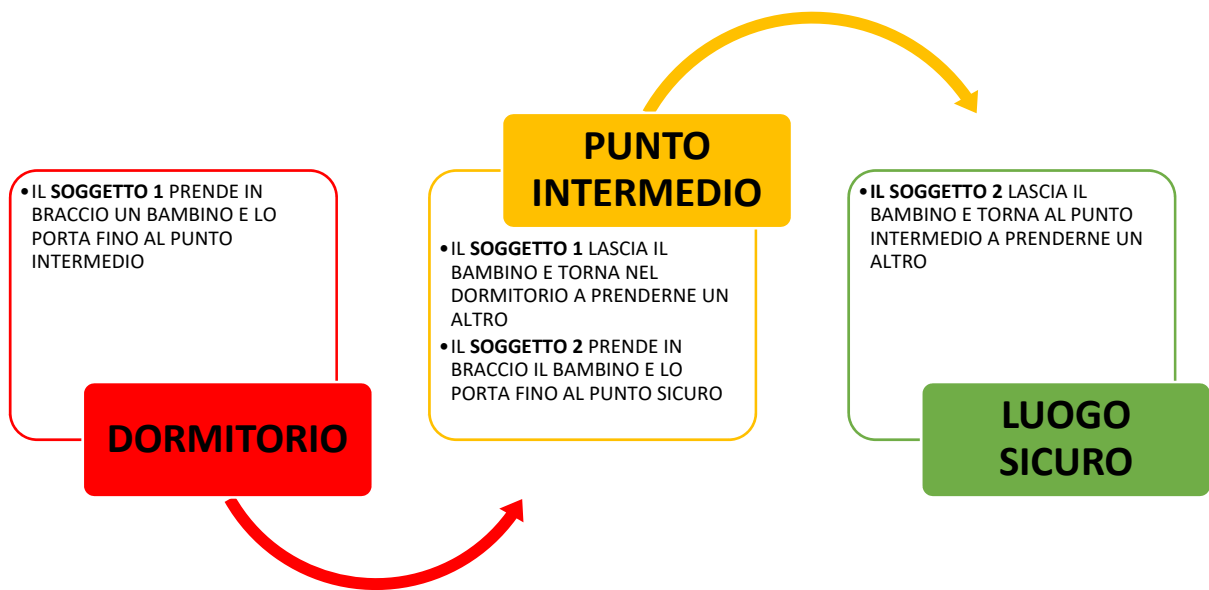 •IL SOGGETTO 1 PRENDE IN
BRACCIO UN BAMBINO E LO
PORTA FINO AL PUNTO
INTERMEDIO
DORMITORIO
PUNTO
INTERMEDIO
•IL SOGGETTO 1 LASCIA IL
BAMBINO E TORNA NEL
DORMITORIO A PRENDERNE UN
ALTRO
•IL SOGGETTO 2 PRENDE IN
BRACCIO IL BAMBINO E LO
PORTA FINO AL PUNTO SICURO
•IL SOGGETTO 2 LASCIA IL
BAMBINO E TORNA AL PUNTO
INTERMEDIO A PRENDERNE UN
ALTRO
LUOGO
SICURO